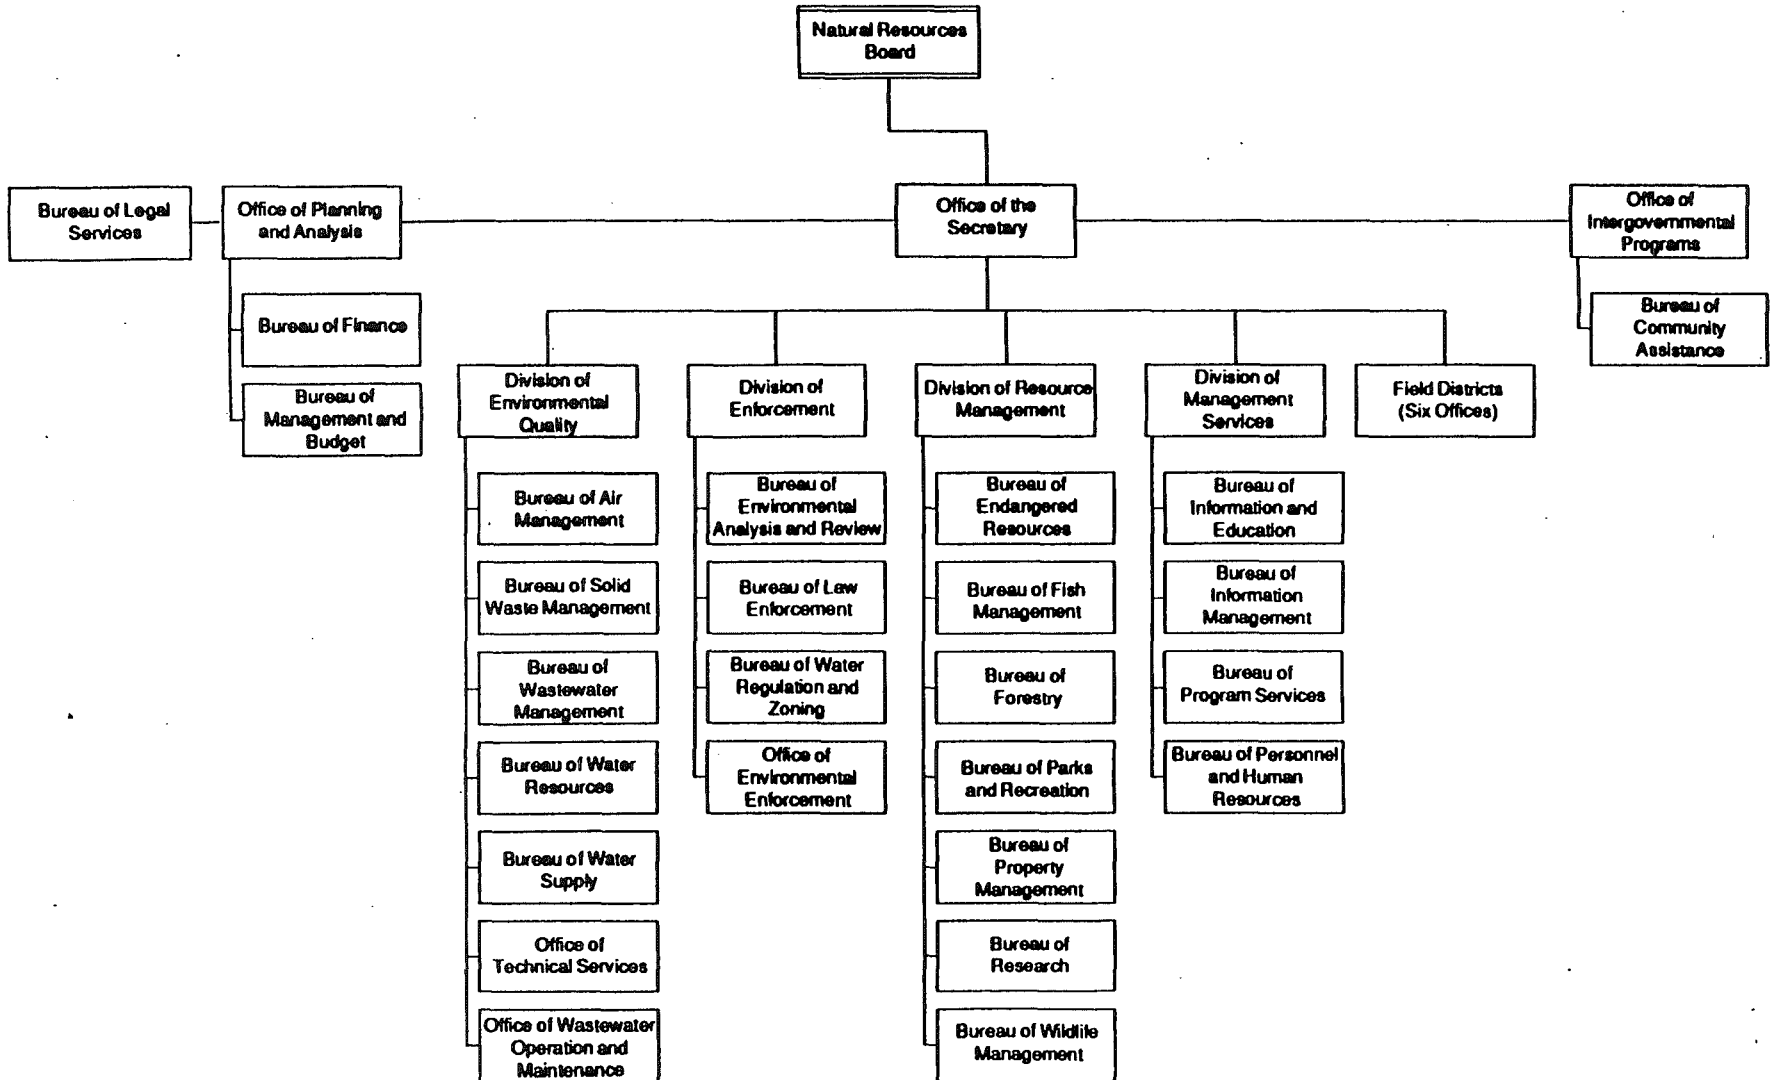 Natural Resources
Board
Bureau of Legal
Services
Office of Planning
and Analysis
Office of the
Secretary
Office of
Intergovernmental
Programs
Bureau of Finance
Bureau of
Management and
Budget
Bureau of
Community
Assistance
Division of
Environmental
Quality
Division of
Enforcement
Division of Resource
Management
Division of
Management
Services
Field Districts
(Six Offices)
Bureau of Air
Management
Bureau of Solid
Waste Management
Bureau of
Wastewater
Management
Bureau of Water
Resources
Bureau of Water
Supply
Office of
Technical Services
Office of Wastewater
Operation and
Maintenance
Bureau of
Environmental
Analysis and Review
Bureau of Law
Enforcement
Bureau of Water
Regulation and
Zoning
Office of
Environmental
Enforcement
Bureau of
Endangered
Resources
Bureau of Fish
Management
Bureau of
Forestry
Bureau of Parks
and Recreation
Bureau of
Property
Management
Bureau of
Research
Bureau of Wildlife
Management
Bureau of
Information and
Education
Bureau of
Information
Management
Bureau of
Program Services
Bureau of Personnel
and Human
Resources